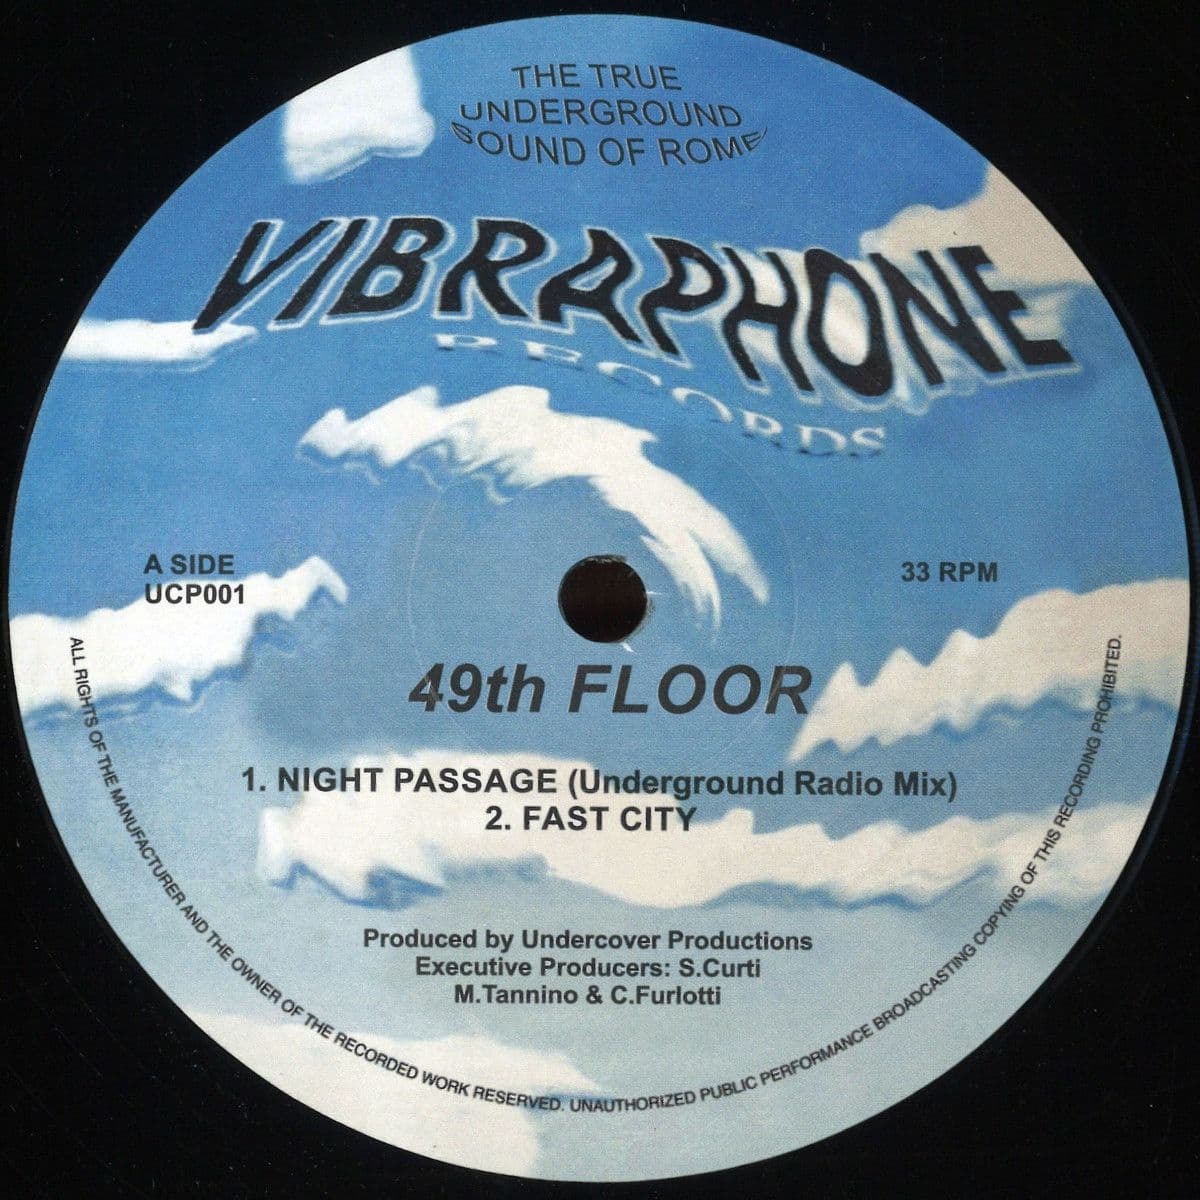 THE TRUE
UNDERGROUND
SOUND OF ROME
VIBRAPHONE
RECORDS
A SIDE
UCP001
33 RPM
49th FLOOR
1. NIGHT PASSAGE (Underground Radio Mix)
2. FAST CITY
Produced by Undercover Productions
Executive Producers: S.Curti
M.Tannino & C.Furlotti
ALL RIGHTS OF THE MANUFACTURER AND THE OWNER OF THE RECORDED WORK RESERVED. UNAUTHORIZED PUBLIC PERFORMANCE BROADCASTING COPYING OF THIS RECORDING PROHIBITED.